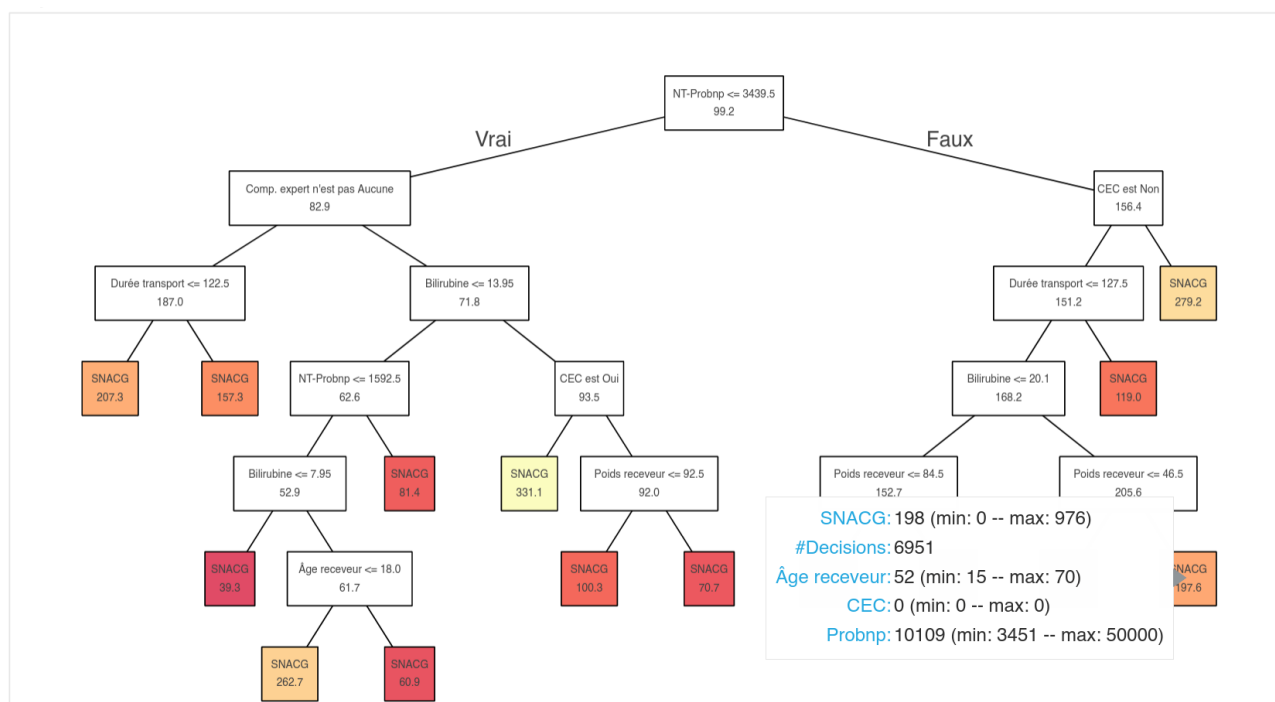 NT-Probnp <= 3439.5
99.2
Vrai
Faux
Comp. expert n'est pas Aucune
82.9
CEC est Non
156.4
Durée transport <= 122.5
187.0
Bilirubine <= 13.95
71.8
Durée transport <= 127.5
151.2
SNACG
279.2
SNACG
207.3
SNACG
157.3
NT-Probnp <= 1592.5
62.6
CEC est Oui
93.5
Bilirubine <= 20.1
168.2
SNACG
119.0
Bilirubine <= 7.95
52.9
SNACG
81.4
SNACG
331.1
Poids receveur <= 92.5
92.0
Poids receveur <= 84.5
152.7
Poids receveur <= 46.5
205.6
SNACG: 198 (min: 0 -- max: 976)
#Decisions: 6951
Âge receveur: 52 (min: 15 -- max: 70)
CEC: 0 (min: 0 -- max: 0)
Probnp: 10109 (min: 3451 -- max: 50000)
SNACG
39.3
Âge receveur <= 18.0
61.7
SNACG
100.3
SNACG
70.7
197.6
SNACG
262.7
SNACG
60.9